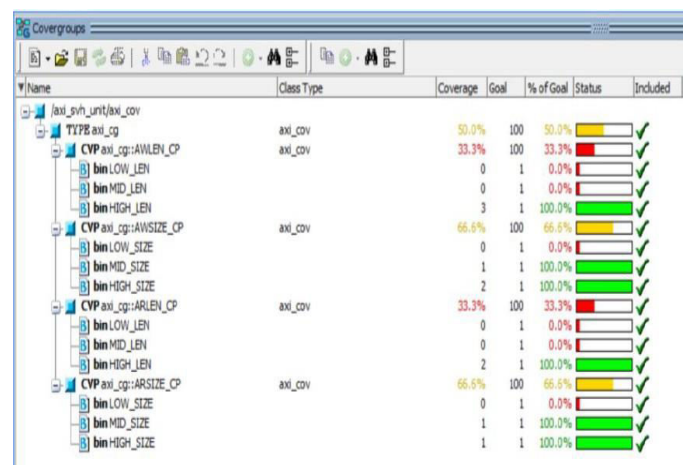 Covergroups
Name Class Type Coverage Goal % of Goal Status Included
/axi_svh_unit/axi_cov
TYPE axi_cg axi_cov 50.0% 100 50.0%
CVP axi_cg::AWLEN_CP axi_cov 33.3% 100 33.3%
bin LOW_LEN 0 1 0.0%
bin MID_LEN 0 1 0.0%
bin HIGH_LEN 3 1 100.0%
CVP axi_cg::AWSIZE_CP axi_cov 66.6% 100 66.6%
bin LOW_SIZE 0 1 0.0%
bin MID_SIZE 1 1 100.0%
bin HIGH_SIZE 2 1 100.0%
CVP axi_cg::ARLEN_CP axi_cov 33.3% 100 33.3%
bin LOW_LEN 0 1 0.0%
bin MID_LEN 0 1 0.0%
bin HIGH_LEN 2 1 100.0%
CVP axi_cg::ARSIZE_CP axi_cov 66.6% 100 66.6%
bin LOW_SIZE 0 1 0.0%
bin MID_SIZE 1 1 100.0%
bin HIGH_SIZE 1 1 100.0%